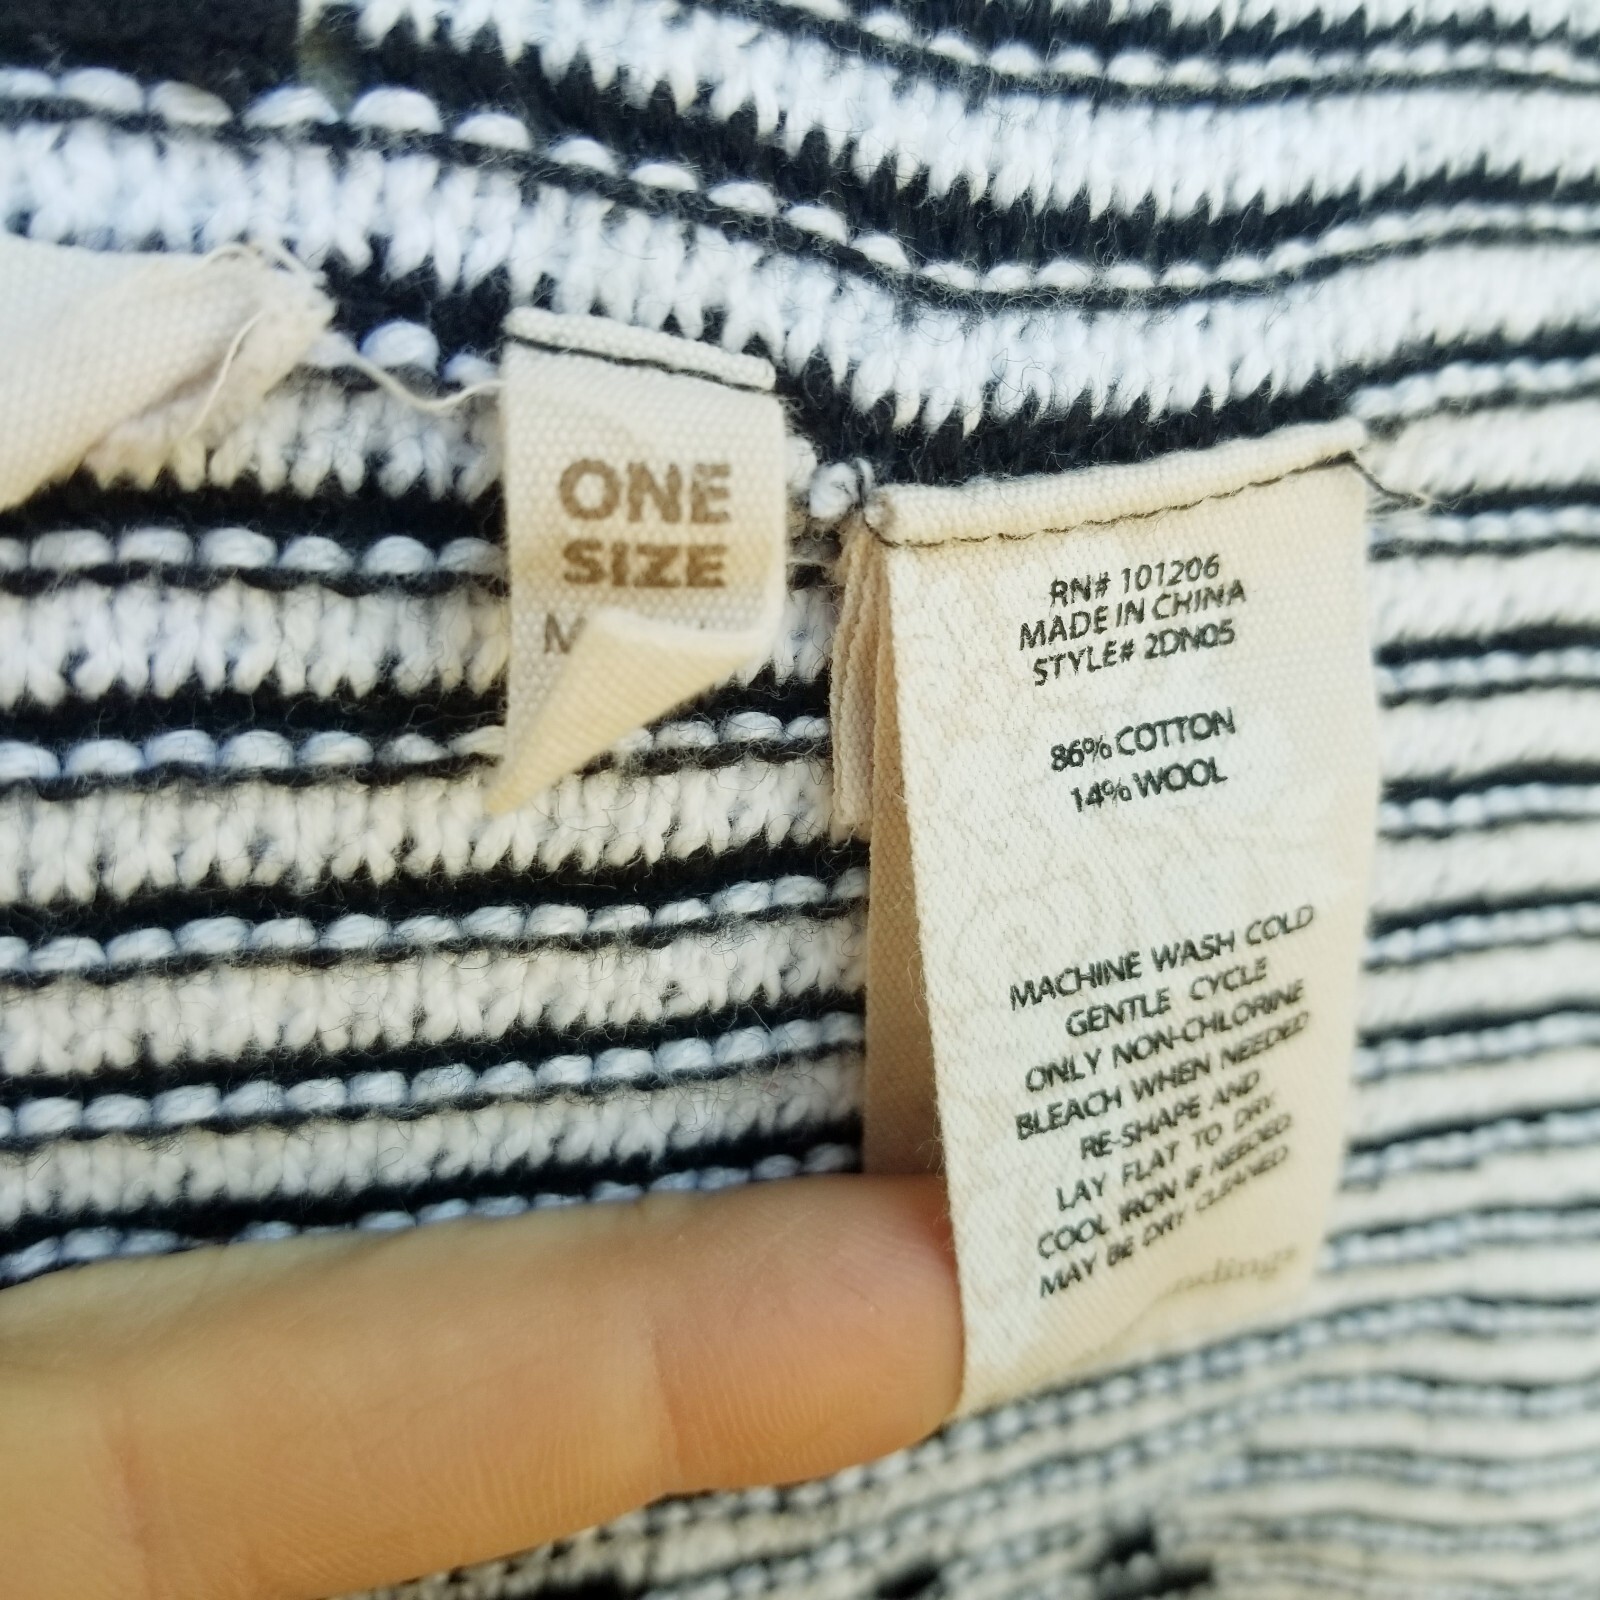 ONE
SIZE
RN# 101206
MADE IN CHINA
STYLE# 2DN05
86% COTTON
14% WOOL
MACHINE WASH COLD
GENTLE CYCLE
ONLY NON-CHLORINE
BLEACH WHEN NEEDED
RE-SHAPE AND
LAY FLAT TO DRY.
COOL IRON IF NEEDED.
MAY BE DRY CLEANED